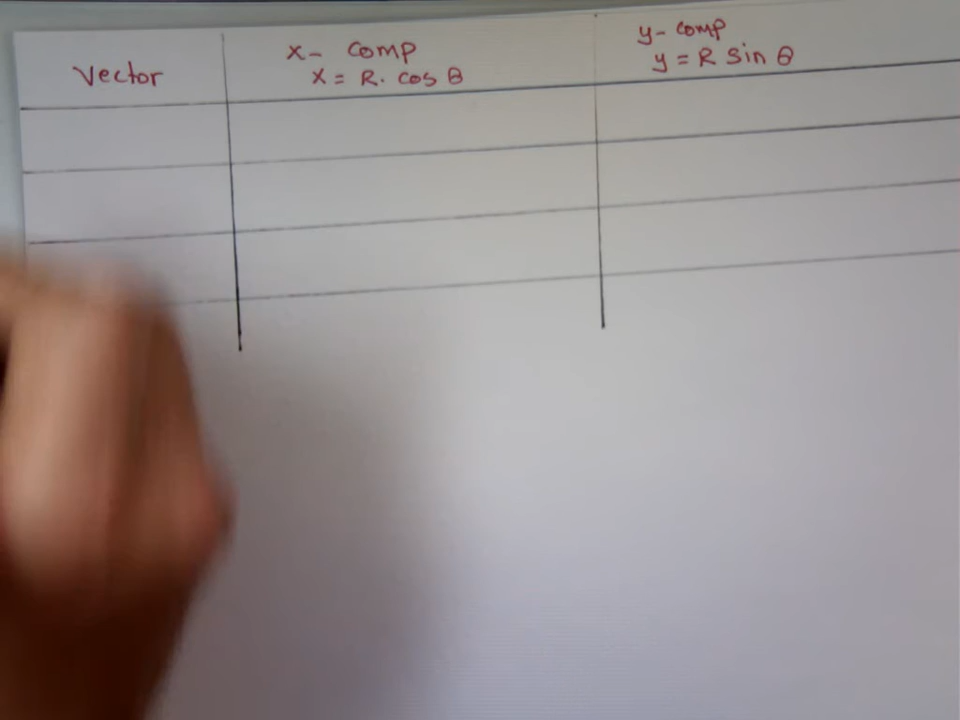 Vector
x- comp
x = R. cos θ
y- comp
y = R sin θ